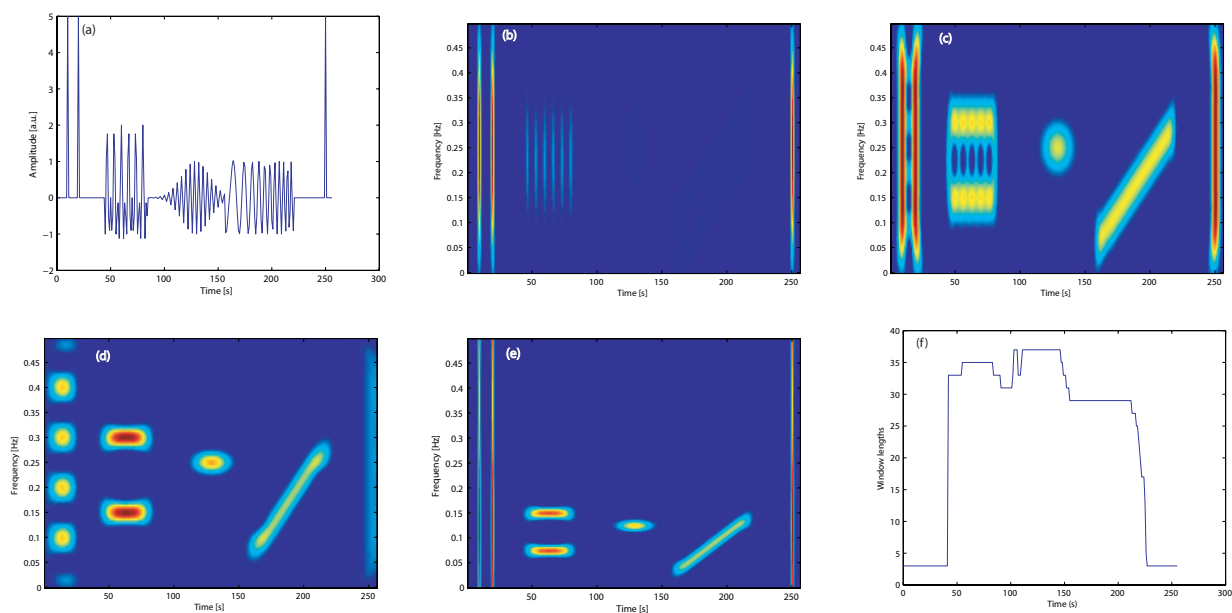 (a)
5
4
3
2
1
0
−1
−2
Amplitude [a.u.]
0 50 100 150 200 250 300
Time [s]
(b)
0.45
0.4
0.35
0.3
0.25
0.2
0.15
0.1
0.05
0
Frequency [Hz]
50 100 150 200 250
Time [s]
(c)
0.45
0.4
0.35
0.3
0.25
0.2
0.15
0.1
0.05
0
Frequency [Hz]
50 100 150 200 250
Time [s]
(d)
0.45
0.4
0.35
0.3
0.25
0.2
0.15
0.1
0.05
0
Frequency [Hz]
50 100 150 200 250
Time [s]
(e)
0.45
0.4
0.35
0.3
0.25
0.2
0.15
0.1
0.05
0
Frequency [Hz]
50 100 150 200 250
Time [s]
(f)
40
35
30
25
20
15
10
5
0
Window lengths
0 50 100 150 200 250 300
Time (s)